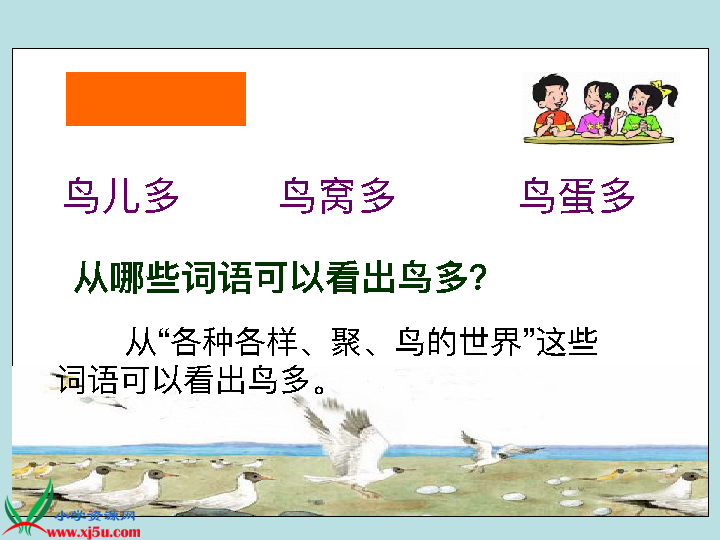 鸟儿多 鸟窝多 鸟蛋多
从哪些词语可以看出鸟多？
从“各种各样、聚、鸟的世界”这些
词语可以看出鸟多。
小学资源网
www.xj5u.com